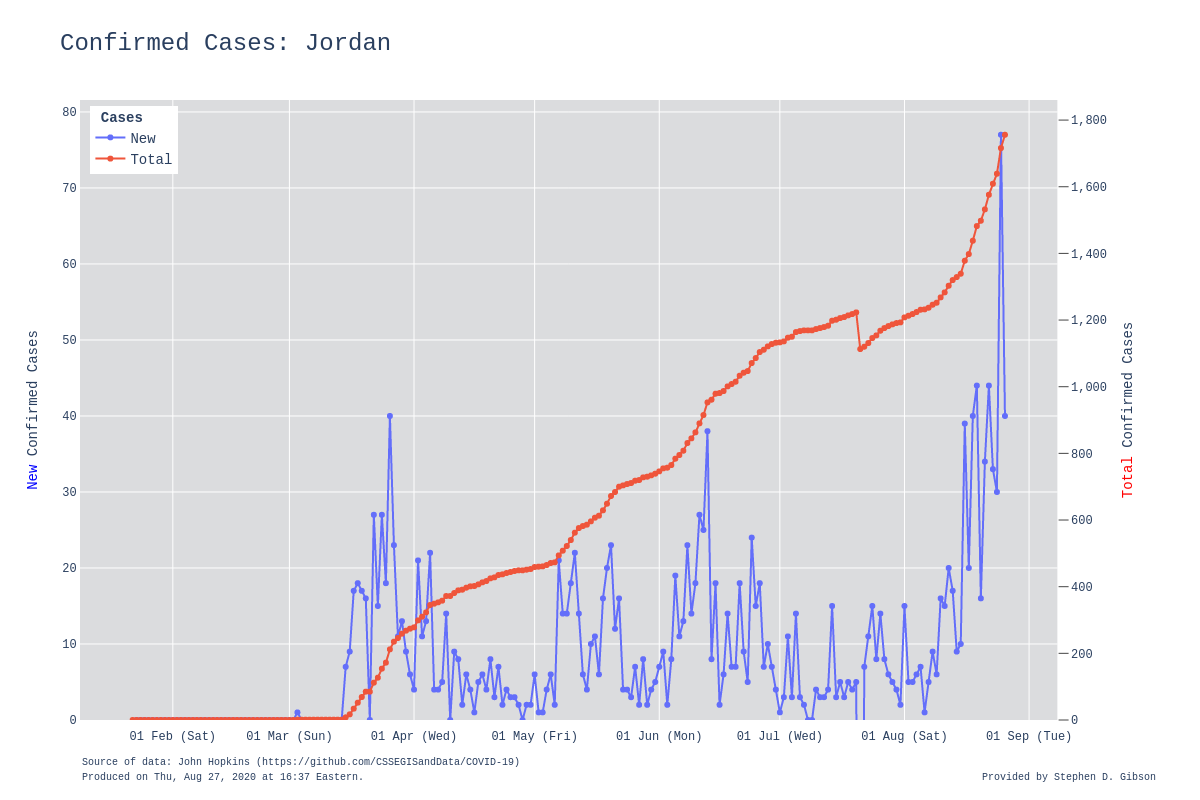 Confirmed Cases: Jordan
Cases
New
Total
80
70
60
50
40
30
20
10
0
1,800
1,600
1,400
1,200
1,000
800
600
400
200
0
New Confirmed Cases
Total Confirmed Cases
01 Feb (Sat) 01 Mar (Sun) 01 Apr (Wed) 01 May (Fri) 01 Jun (Mon) 01 Jul (Wed) 01 Aug (Sat) 01 Sep (Tue)
Source of data: John Hopkins (https://github.com/CSSEGISandData/COVID-19)
Produced on Thu, Aug 27, 2020 at 16:37 Eastern.
Provided by Stephen D. Gibson